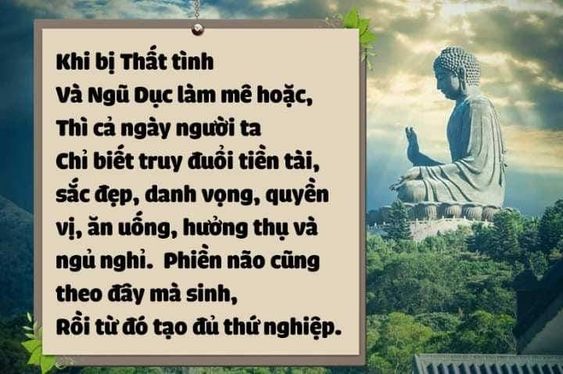 Khi bị Thất tình
Và Ngũ Dục làm mê hoặc,
Thì cả ngày người ta
Chỉ biết truy đuổi tiền tài,
sắc đẹp, danh vọng, quyền
vị, ăn uống, hưởng thụ và
ngủ nghỉ. Phiền não cũng
theo đây mà sinh,
Rồi từ đó tạo đủ thứ nghiệp.